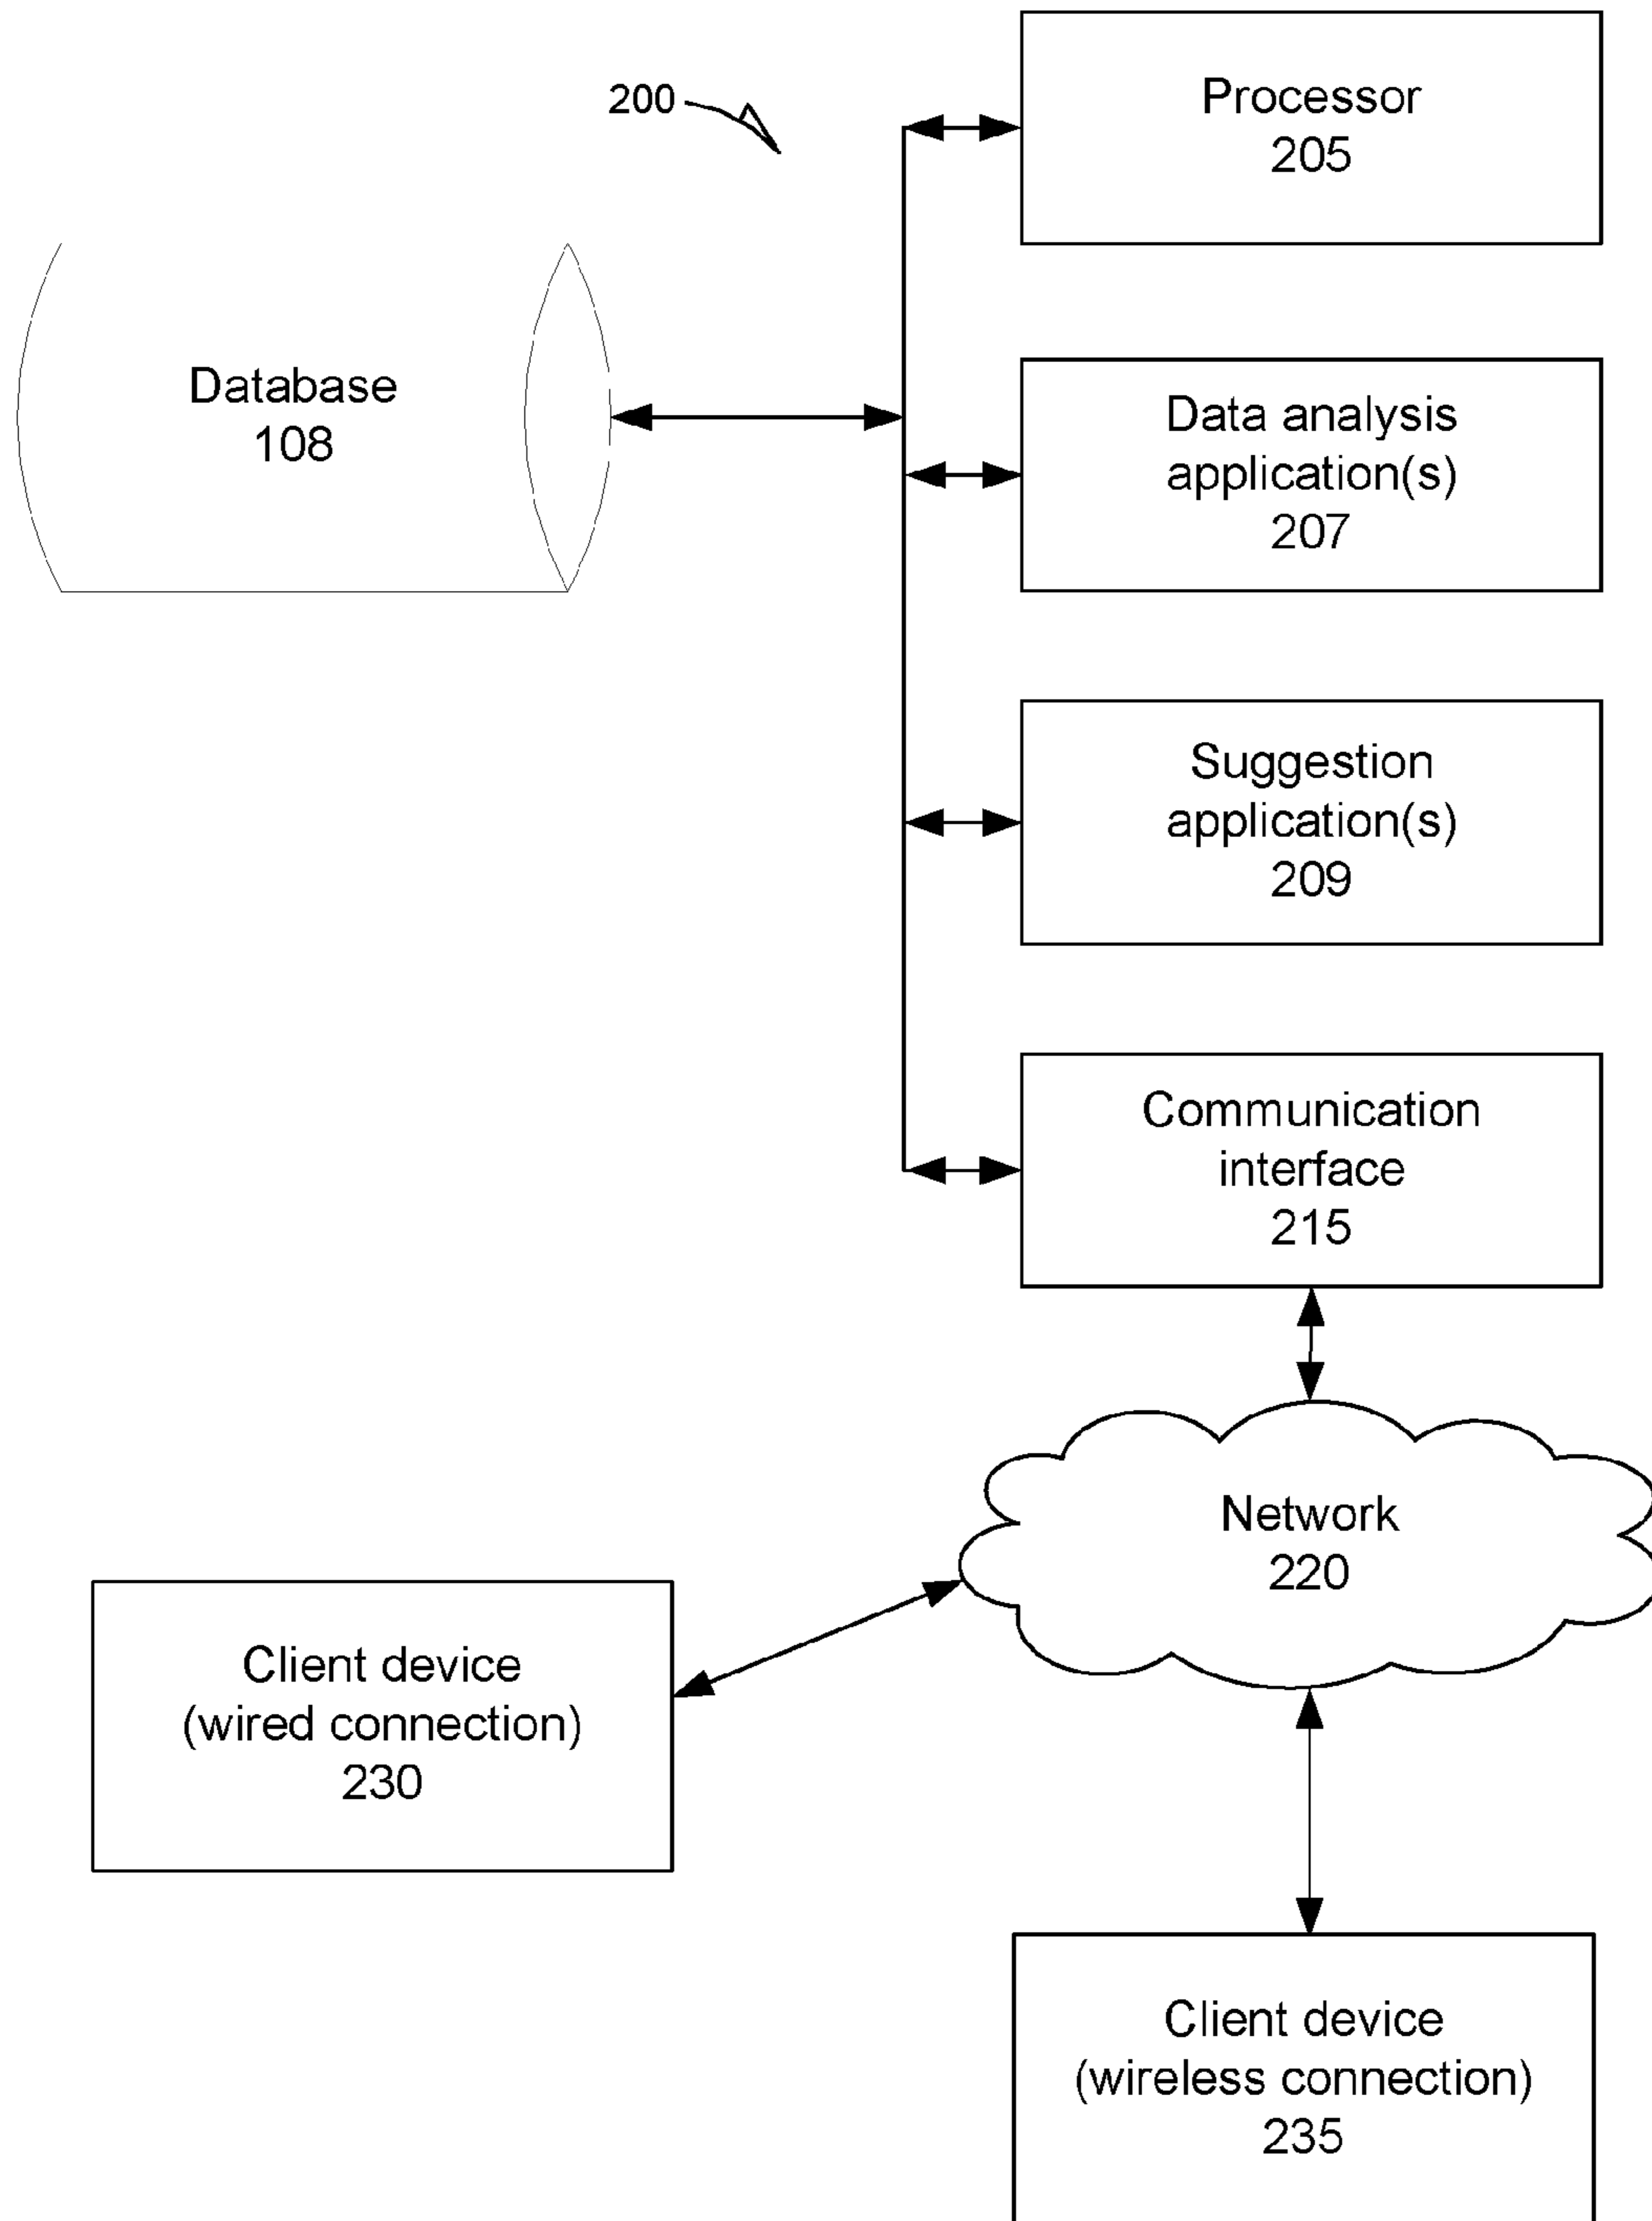 200
Processor
205
Database
108
Data analysis
application(s)
207
Suggestion
application(s)
209
Communication
interface
215
Network
220
Client device
(wired connection)
230
Client device
(wireless connection)
235